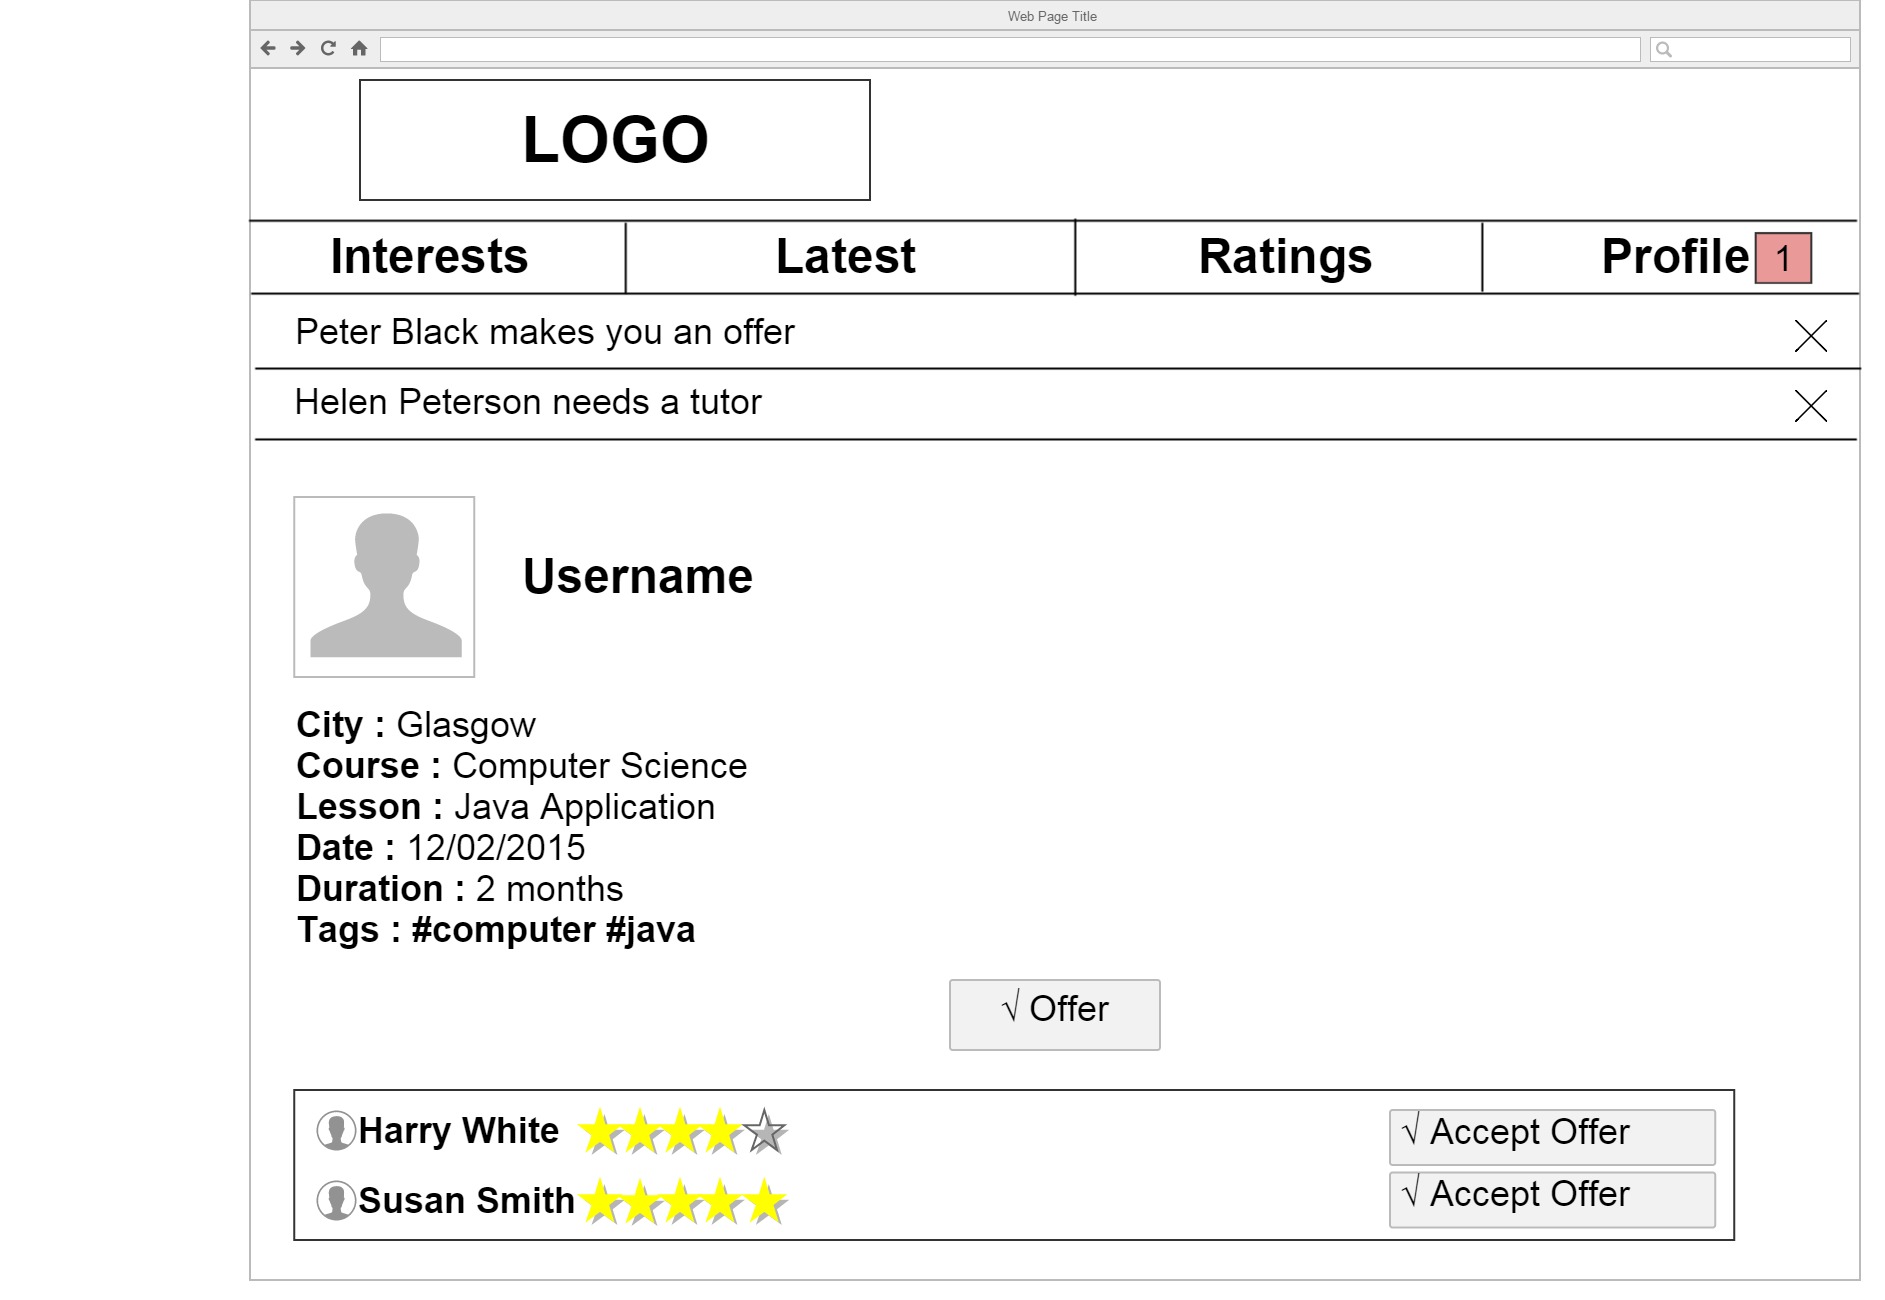 Web Page Title
LOGO
Interests Latest Ratings Profile 1
Peter Black makes you an offer
Helen Peterson needs a tutor
Username
City : Glasgow
Course : Computer Science
Lesson : Java Application
Date : 12/02/2015
Duration : 2 months
Tags : #computer #java
√ Offer
Harry White √ Accept Offer
Susan Smith √ Accept Offer